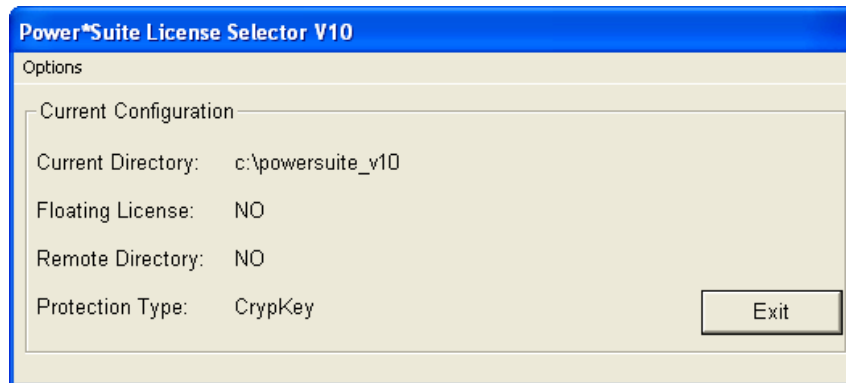 Power*Suite License Selector V10
Options
Current Configuration
Current Directory: c:\powersuite_v10
Floating License: NO
Remote Directory: NO
Protection Type: CrypKey
Exit